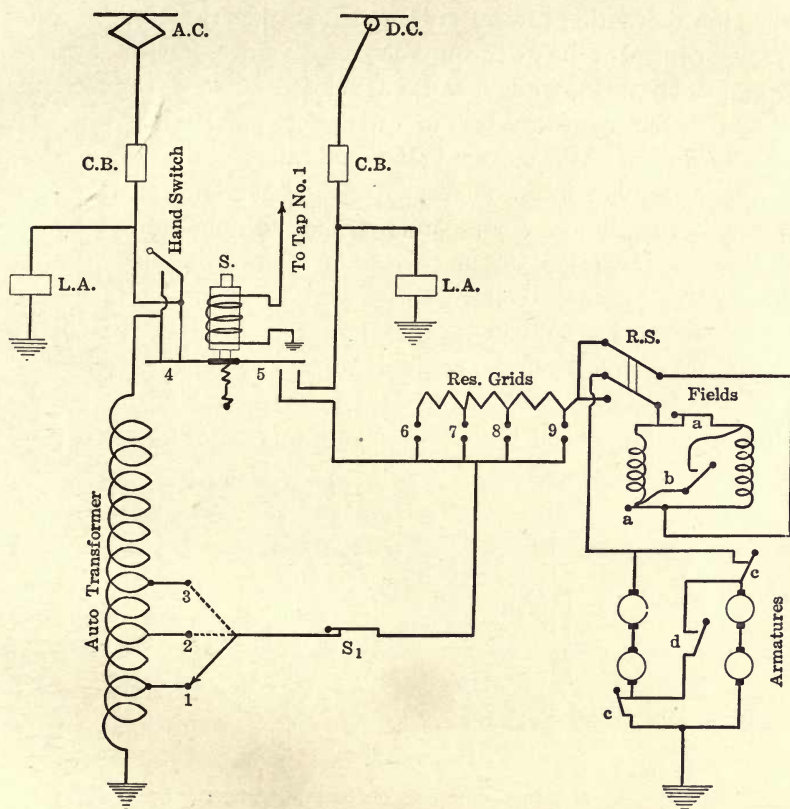 A.C.
D.C.
C.B.
C.B.
Hand Switch
S.
To Tap No. 1
L.A.
L.A.
4
5
R.S.
Res. Grids
Fields
6
7
8
9
a
b
a
Auto Transformer
3
2
1
S1
c
d
c
Armatures